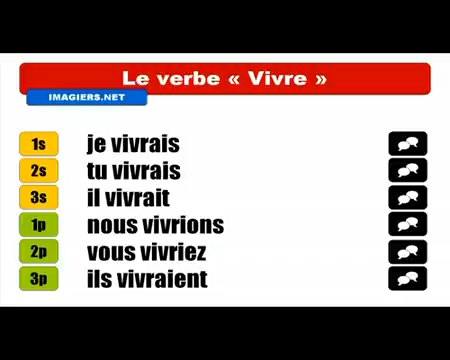 Le verbe « Vivre »
IMAGIERS.NET
1s je vivrais
2s tu vivrais
3s il vivrait
1p nous vivrions
2p vous vivriez
3p ils vivraient